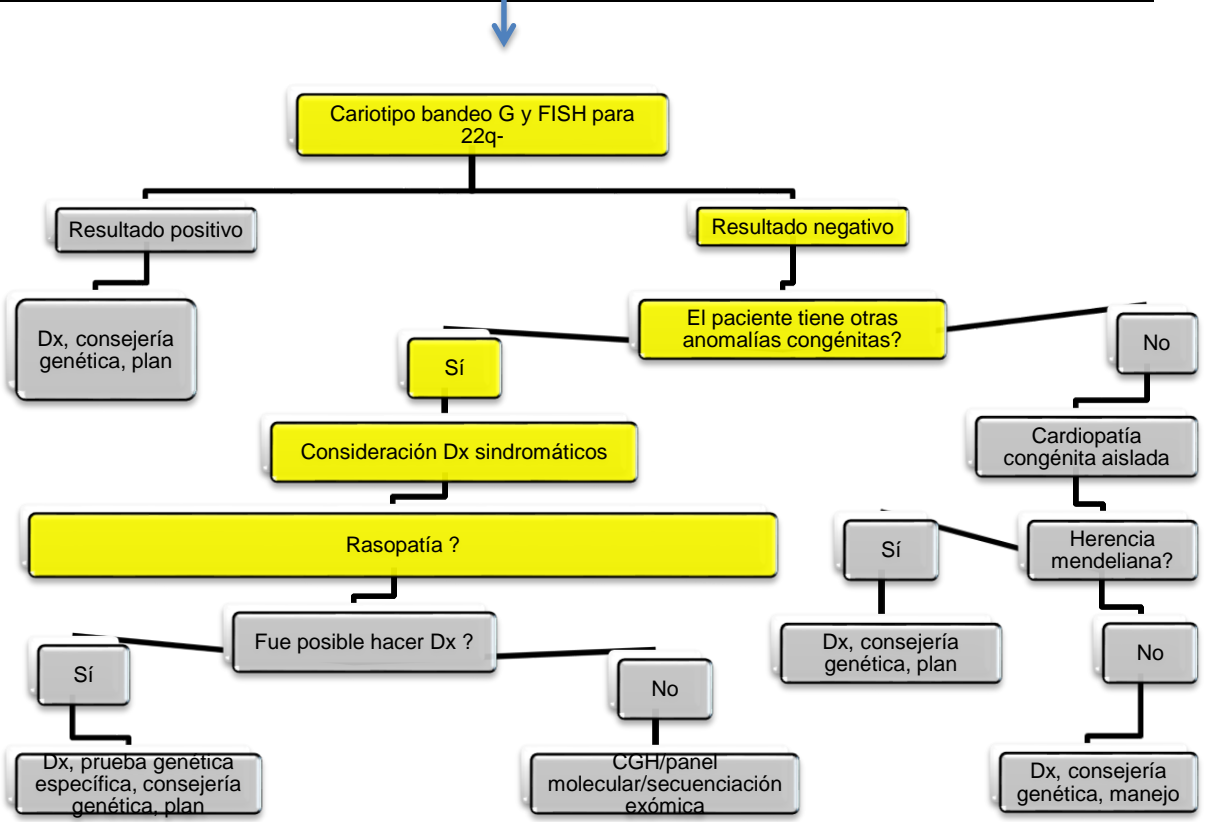 Cariotipo bandeo G y FISH para
22q-
Resultado positivo
Resultado negativo
Dx, consejería
genética, plan
El paciente tiene otras
anomalías congénitas?
Sí
No
Consideración Dx sindromáticos
Cardiopatía
congénita aislada
Rasopatía ?
Sí
Herencia
mendeliana?
Fue posible hacer Dx ?
Dx, consejería
genética, plan
No
Sí
No
Dx, prueba genética
específica, consejería
genética, plan
CGH/panel
molecular/secuenciación
exómica
Dx, consejería
genética, manejo